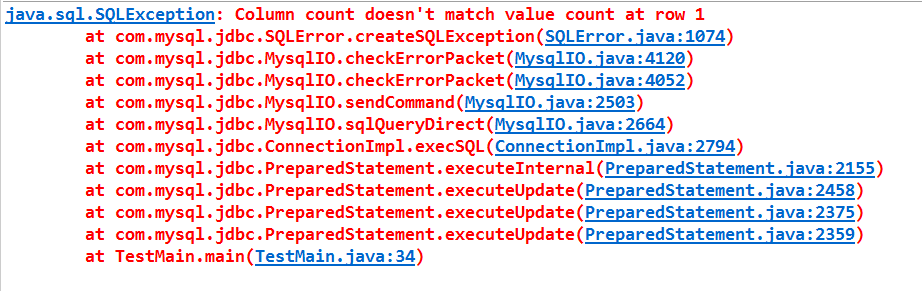 java.sql.SQLException: Column count doesn't match value count at row 1
at com.mysql.jdbc.SQLError.createSQLException(SQLError.java:1074)
at com.mysql.jdbc.MysqlIO.checkErrorPacket(MysqlIO.java:4120)
at com.mysql.jdbc.MysqlIO.checkErrorPacket(MysqlIO.java:4052)
at com.mysql.jdbc.MysqlIO.sendCommand(MysqlIO.java:2503)
at com.mysql.jdbc.MysqlIO.sqlQueryDirect(MysqlIO.java:2664)
at com.mysql.jdbc.ConnectionImpl.execSQL(ConnectionImpl.java:2794)
at com.mysql.jdbc.PreparedStatement.executeInternal(PreparedStatement.java:2155)
at com.mysql.jdbc.PreparedStatement.executeUpdate(PreparedStatement.java:2458)
at com.mysql.jdbc.PreparedStatement.executeUpdate(PreparedStatement.java:2375)
at com.mysql.jdbc.PreparedStatement.executeUpdate(PreparedStatement.java:2359)
at TestMain.main(TestMain.java:34)